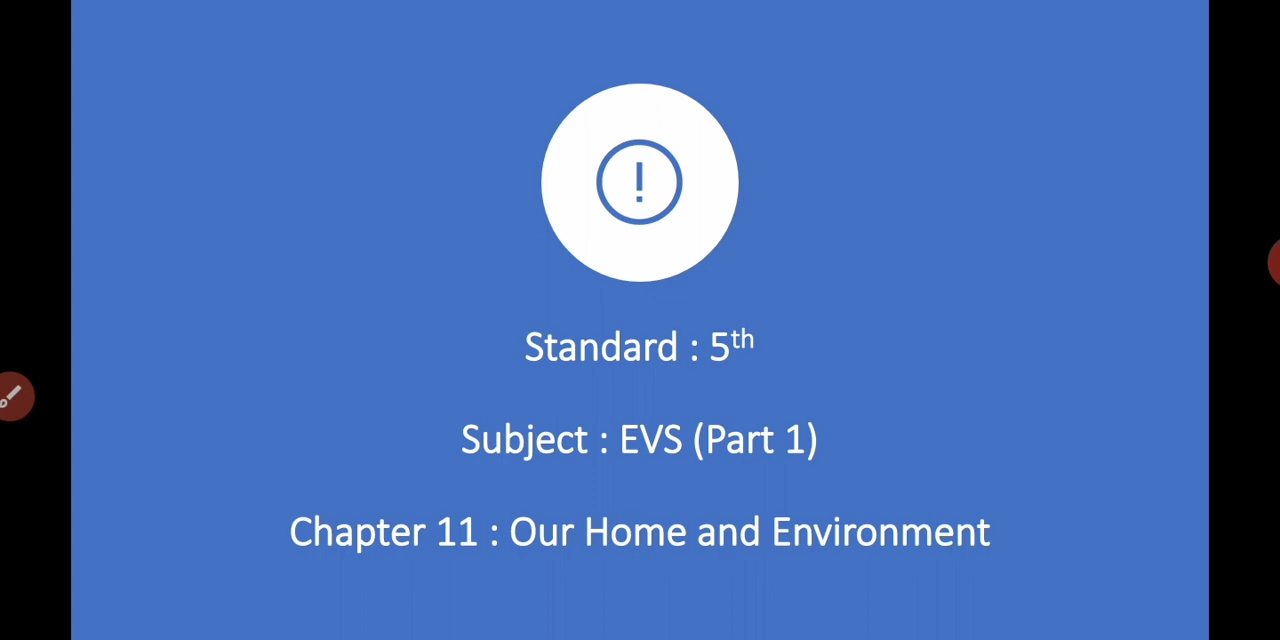 Standard : 5th
Subject : EVS (Part 1)
Chapter 11 : Our Home and Environment